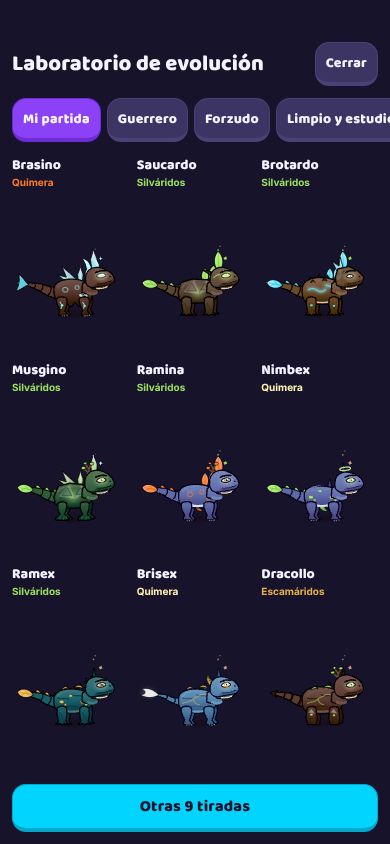 Laboratorio de evolución
Cerrar
Mi partida
Guerrero
Forzudo
Limpio y
Brasino
Saucardo
Brotardo
Quimera
Silváridos
Silváridos
Musgino
Ramina
Nimbex
Silváridos
Silváridos
Quimera
Ramex
Brisex
Dracollo
Silváridos
Quimera
Escamáridos
Otras 9 tiradas